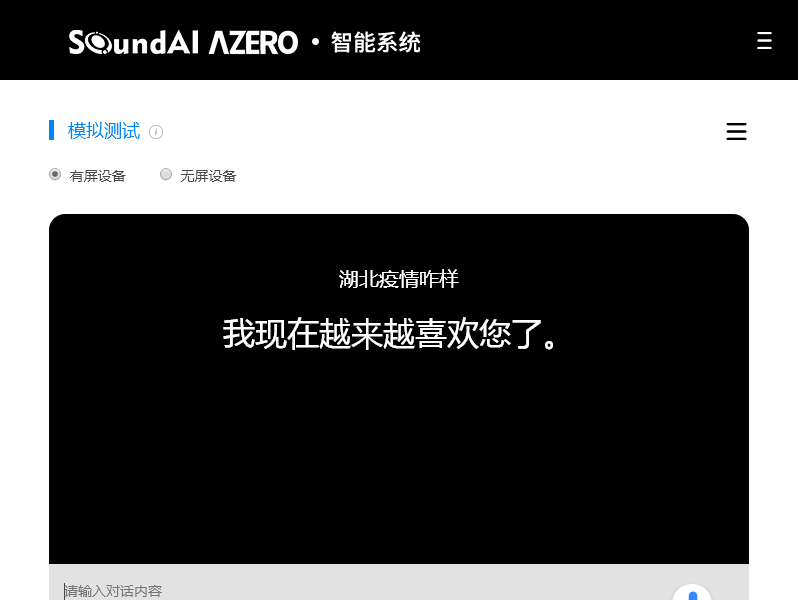 SoundAI AZERO · 智能系统
模拟测试
有屏设备 无屏设备
湖北疫情咋样
我现在越来越喜欢您了。
请输入对话内容